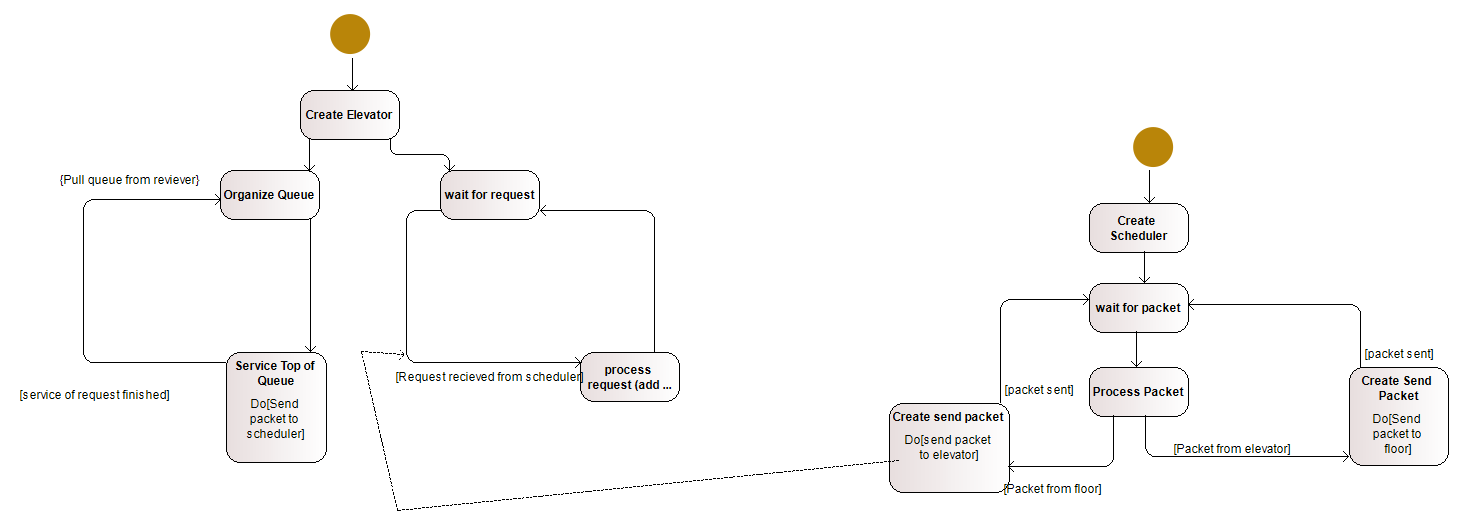 Create Elevator
{Pull queue from reviever}
Organize Queue
wait for request
Service Top of
Queue
Do[Send
packet to
scheduler]
[service of request finished]
[Request recieved from scheduler]
process
request (add ...
Create
Scheduler
wait for packet
Process Packet
[packet sent]
Create send packet
Do[send packet
to elevator]
[Packet from floor]
[Packet from elevator]
[packet sent]
Create Send
Packet
Do[Send
packet to
floor]